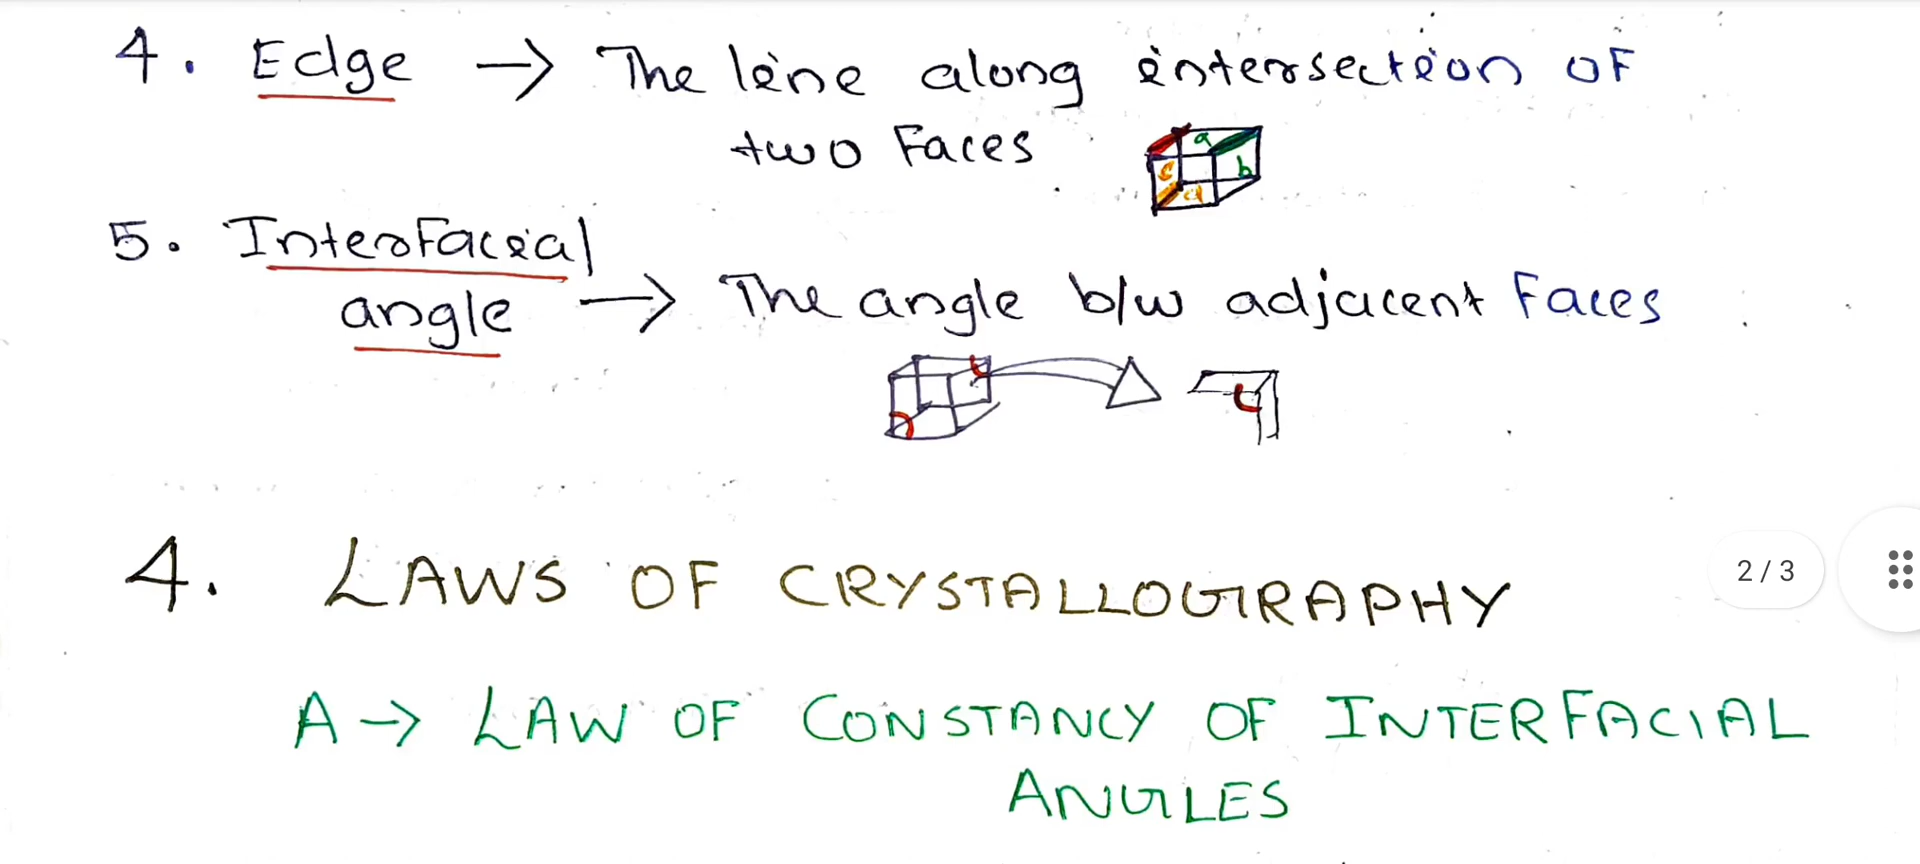 4. Edge → The line along intersection of
two Faces
a
c b
d
5. Interfacial
angle → The angle b/w adjacent Faces
4. LAWS OF CRYSTALLOGRAPHY
2 / 3
A → LAW OF CONSTANCY OF INTERFACIAL
ANGLES